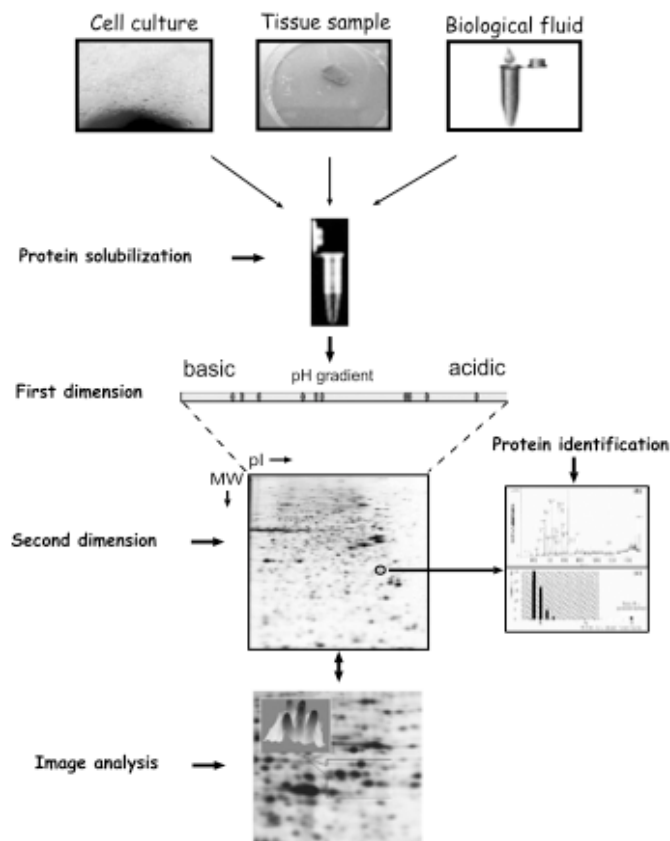 Cell culture
Tissue sample
Biological fluid
Protein solubilization
basic
pH gradient
acidic
First dimension
Protein identification
pI
MW
Second dimension
Image analysis